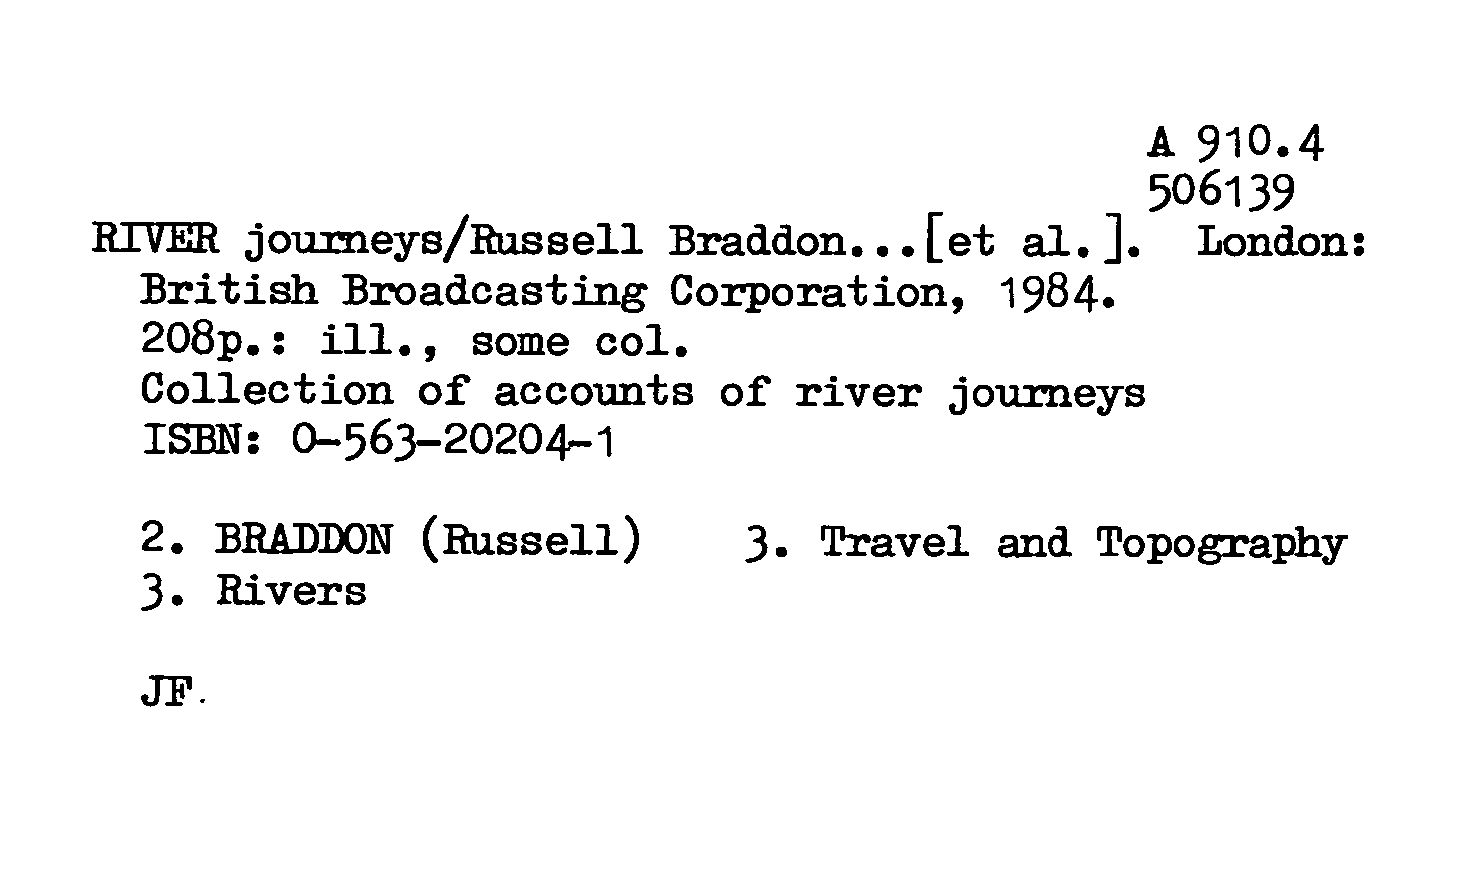 A 910.4
506139
RIVER journeys/Russell Braddon...[et al.]. London:
British Broadcasting Corporation, 1984.
208p.: ill., some col.
Collection of accounts of river journeys
ISBN: 0-563-20204-1
2. BRADDON (Russell) 3. Travel and Topography
3. Rivers
JF.